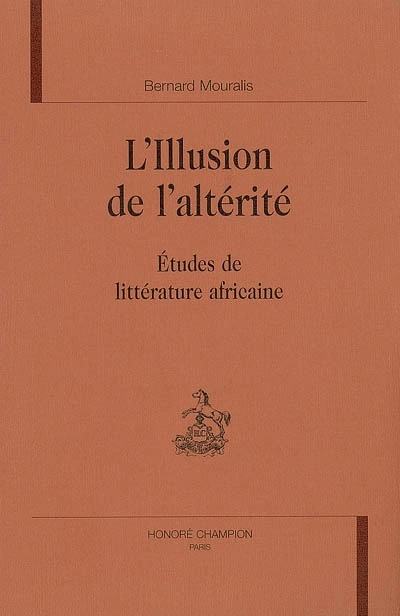 Bernard Mouralis
L'Illusion
de l'altérité
Études de
littérature africaine
HONORÉ CHAMPION
PARIS